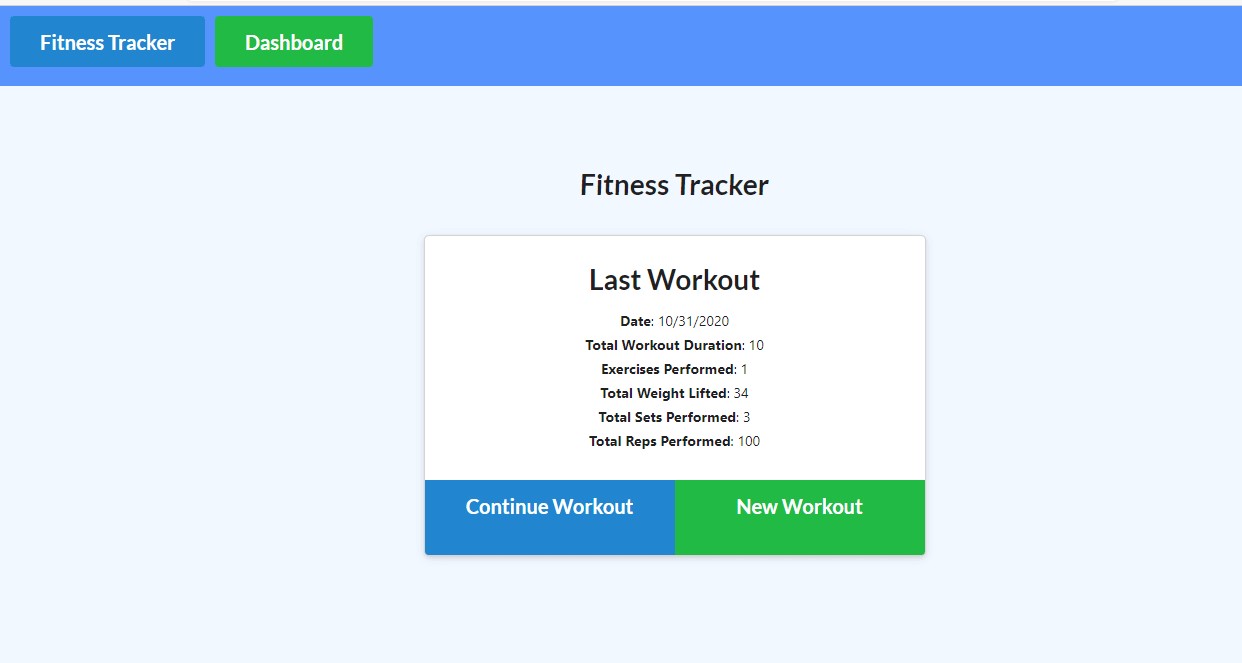 Fitness Tracker
Dashboard
Fitness Tracker
Last Workout
Date: 10/31/2020
Total Workout Duration: 10
Exercises Performed: 1
Total Weight Lifted: 34
Total Sets Performed: 3
Total Reps Performed: 100
Continue Workout
New Workout